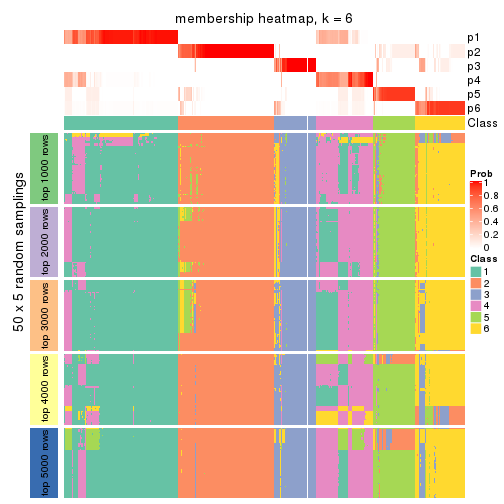 membership heatmap, k = 6
p1
p2
p3
p4
p5
p6
Class
50 x 5 random samplings
top 1000 rows
top 2000 rows
top 3000 rows
top 4000 rows
top 5000 rows
Prob
1
0.8
0.6
0.4
0.2
0
Class
1
2
3
4
5
6